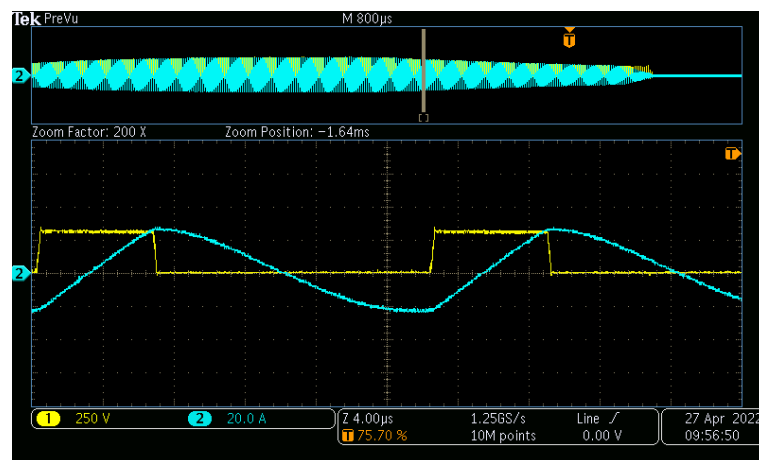 Tek PreVu M 800µs
T
2
[ ]
Zoom Factor: 200 X Zoom Position: −1.64ms
T
2
1 250 V 2 20.0 A Z 4.00µs 1.25GS/s Line ∫ 27 Apr 2022
T 75.70 % 10M points 0.00 V 09:56:50